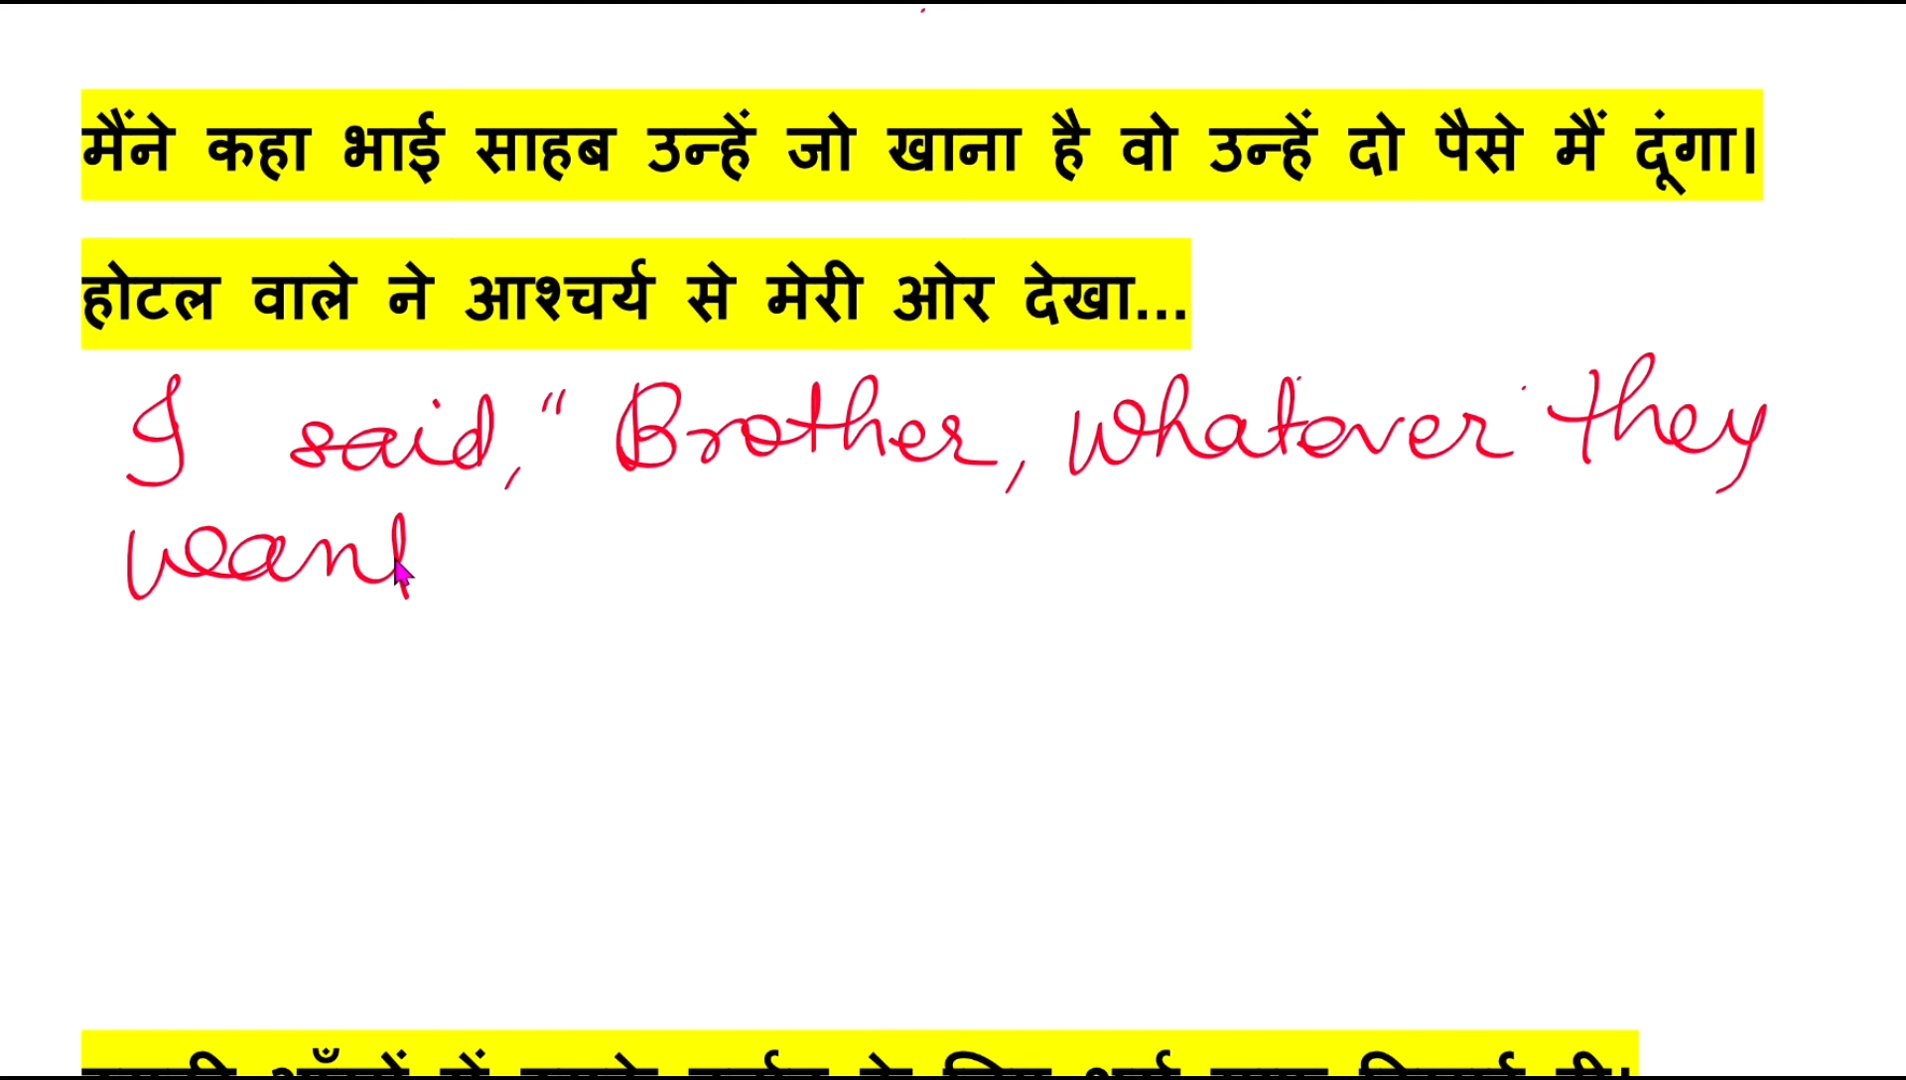 मैंने कहा भाई साहब उन्हें जो खाना है वो उन्हें दो पैसे मैं दूंगा।
होटल वाले ने आश्चर्य से मेरी ओर देखा...
I said, " Brother, whatever they
want